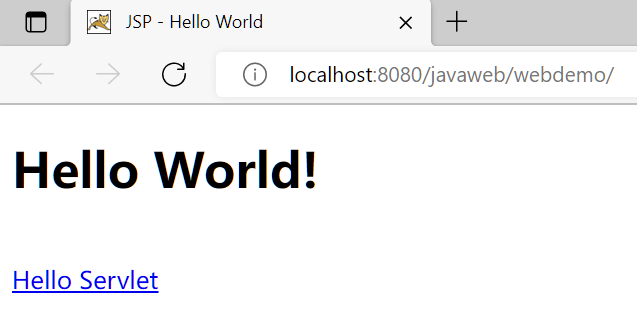 JSP - Hello World
localhost:8080/javaweb/webdemo/
Hello World!
Hello Servlet